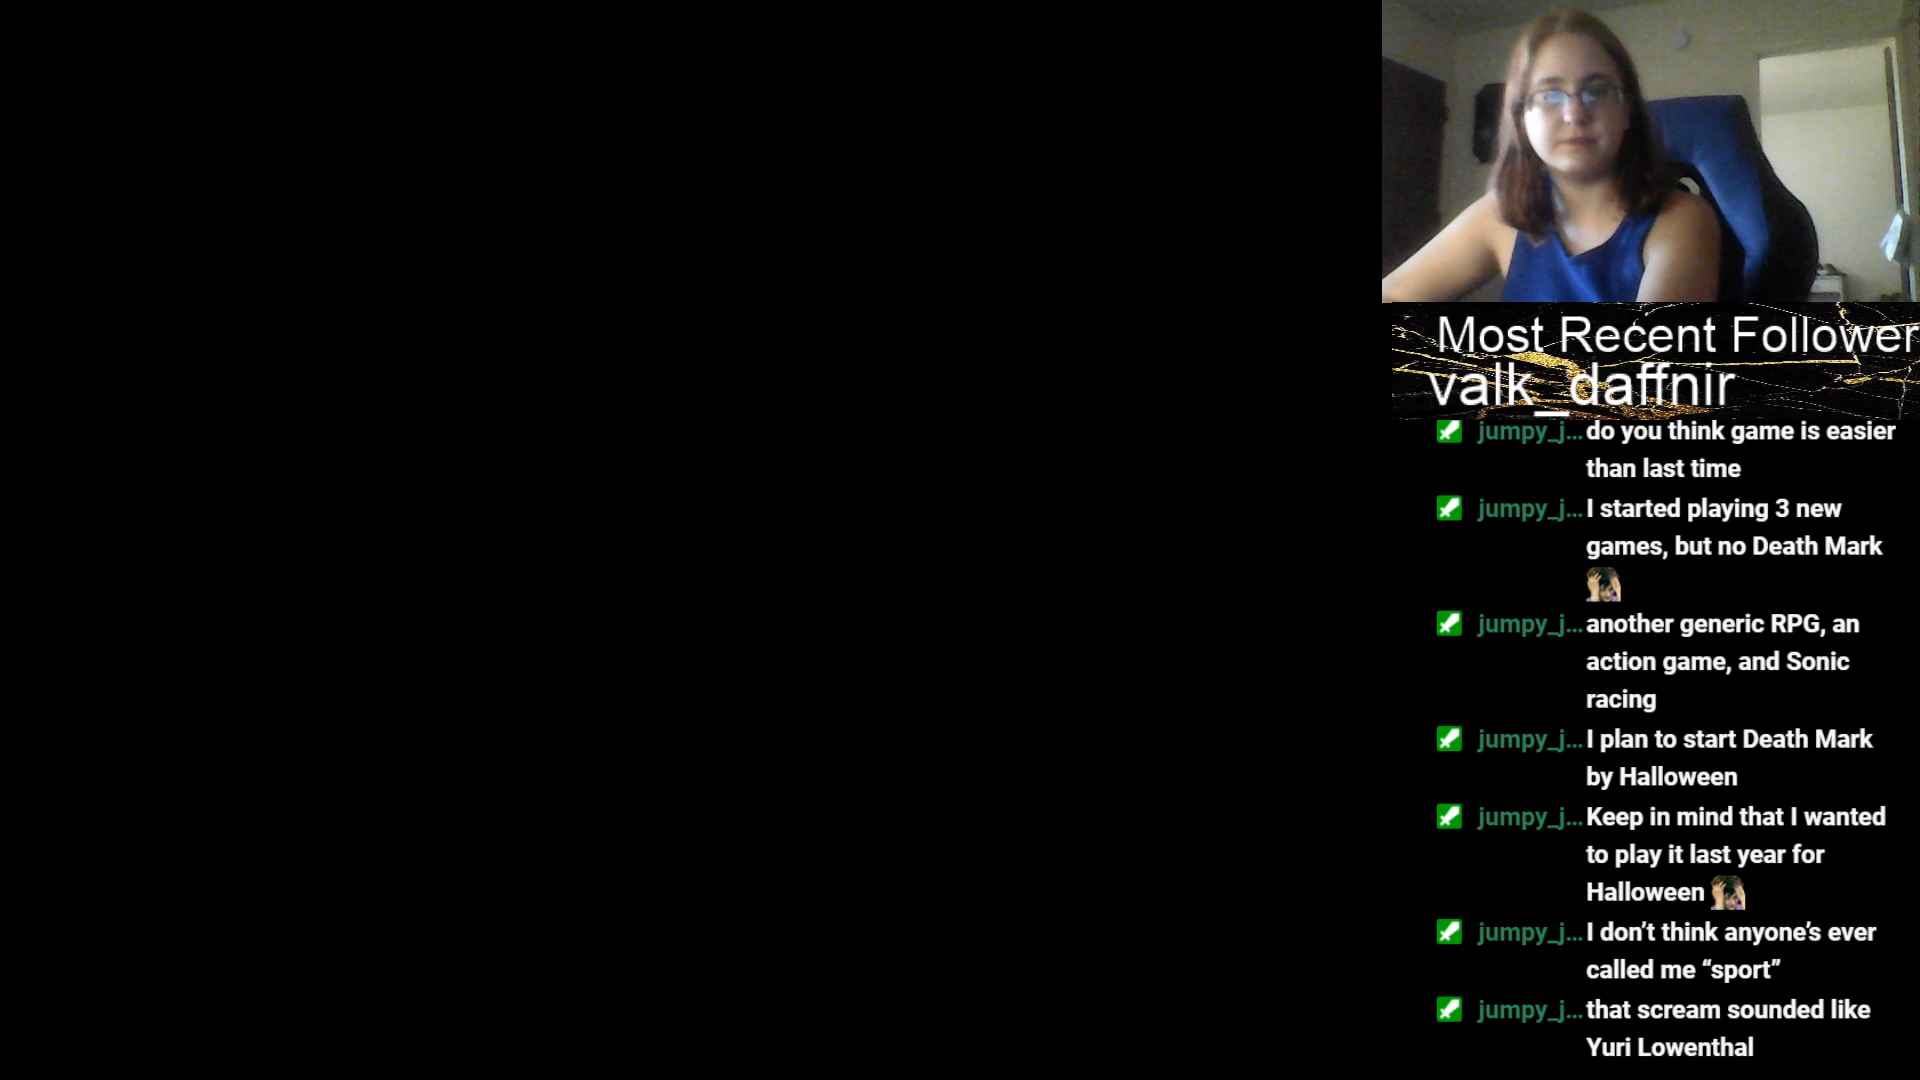 Most Recent Follower
valk_daffnir
jumpy_j... do you think game is easier
than last time
jumpy_j... I started playing 3 new
games, but no Death Mark
jumpy_j... another generic RPG, an
action game, and Sonic
racing
jumpy_j... I plan to start Death Mark
by Halloween
jumpy_j... Keep in mind that I wanted
to play it last year for
Halloween
jumpy_j... I don’t think anyone’s ever
called me “sport”
jumpy_j... that scream sounded like
Yuri Lowenthal